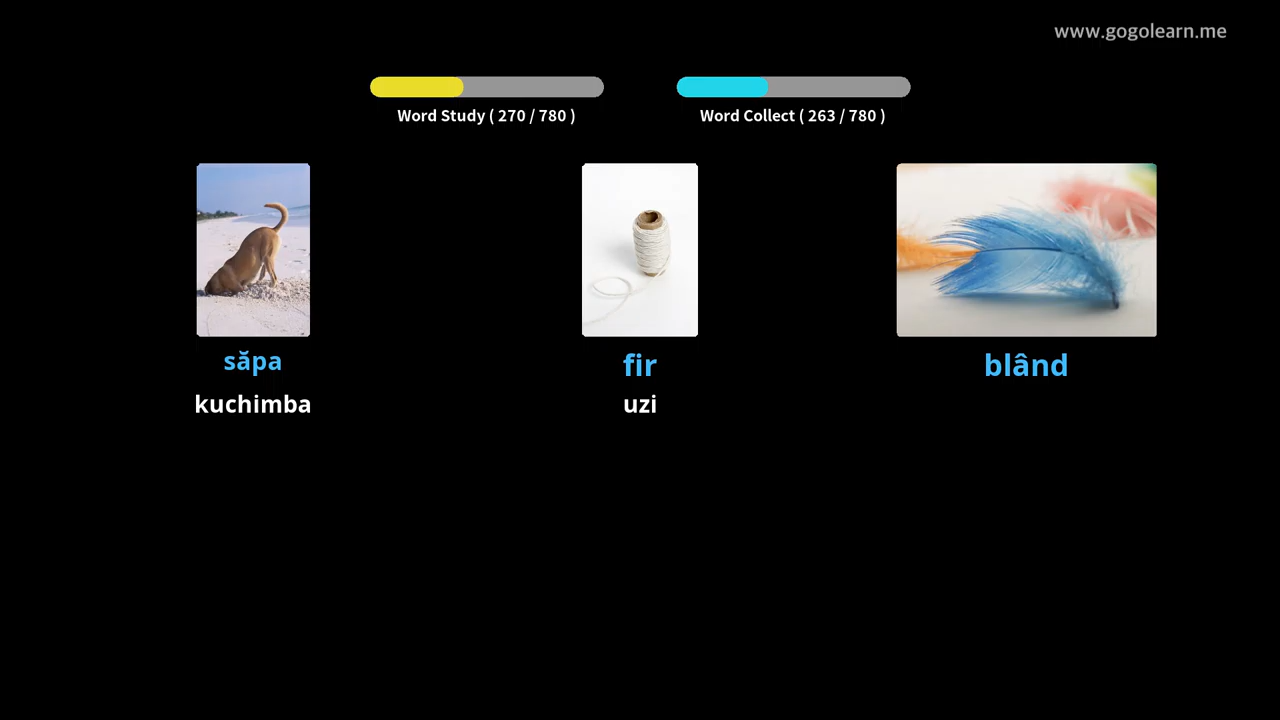 www.gogolearn.me
Word Study ( 270 / 780 )
Word Collect ( 263 / 780 )
săpa
kuchimba
fir
uzi
blând